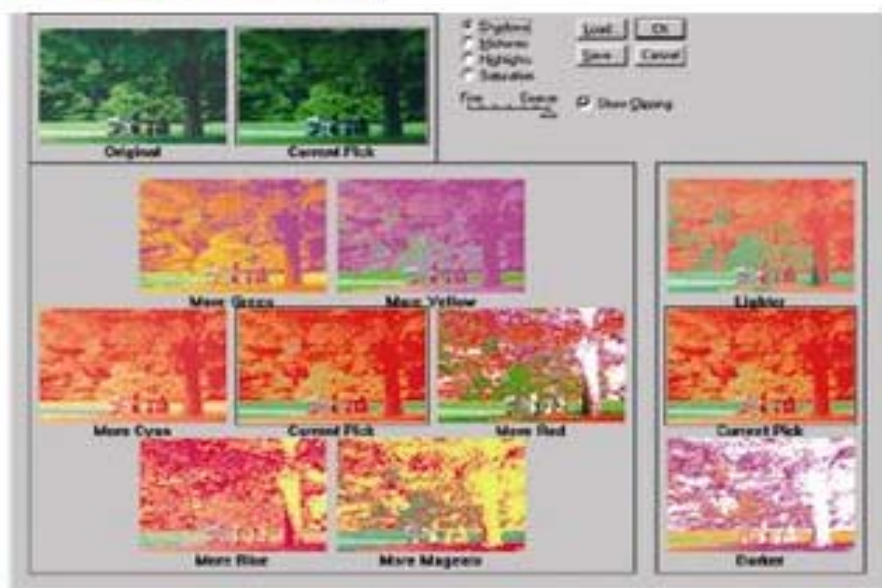 Shadows
Load... OK
Midtones
Highlights
Save... Cancel
Saturation
Fine Coarse
Show Clipping
Original Current Pick
More Green More Yellow Lighter
More Cyan Current Pick More Red Current Pick
More Blue More Magenta Darker